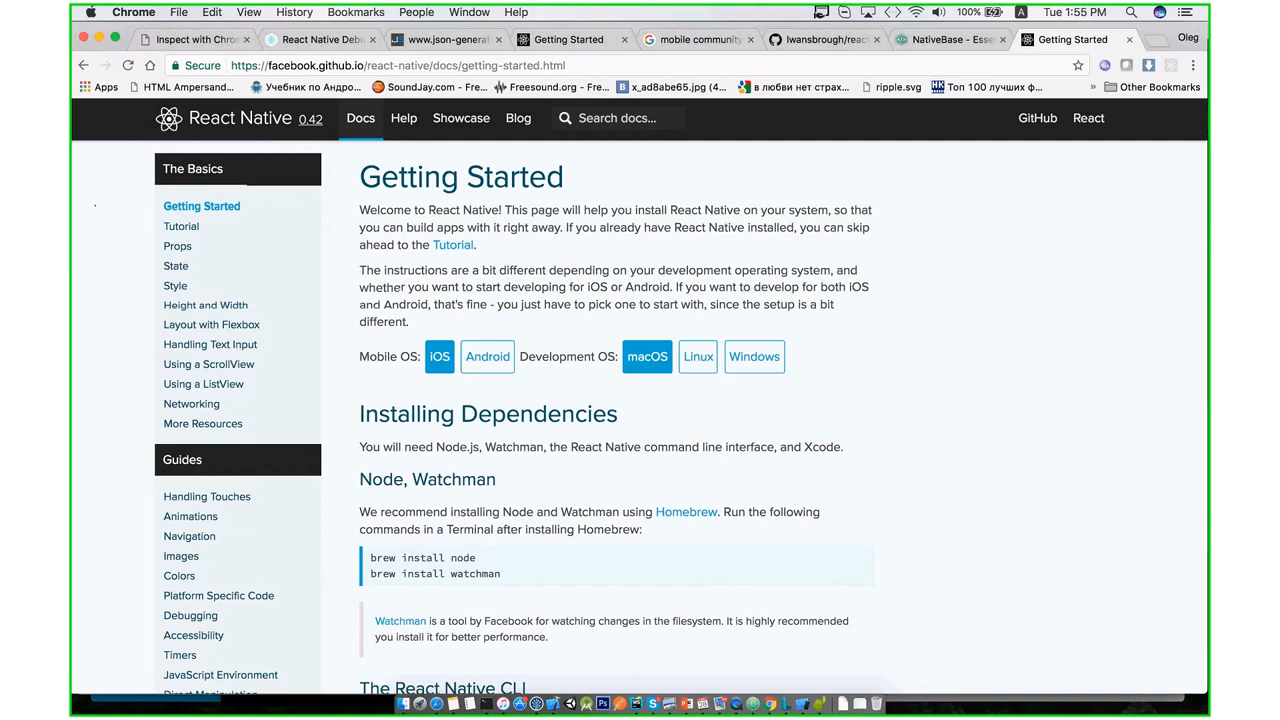 Chrome File Edit View History Bookmarks People Window Help 100% A Tue 1:55 PM
Inspect with Chrom × React Native Debu × www.json-generat × Getting Started × mobile community × lwansbrough/reac × NativeBase - Esse × Getting Started × Oleg
Secure https://facebook.github.io/react-native/docs/getting-started.html
Apps HTML Ampersand... Учебник по Андро... SoundJay.com - Fre... Freesound.org - Fre... x_ad8abe65.jpg (4... в любви нет страх... ripple.svg Топ 100 лучших ф... » Other Bookmarks
React Native 0.42 Docs Help Showcase Blog Search docs... GitHub React
The Basics
Getting Started
Tutorial
Props
State
Style
Height and Width
Layout with Flexbox
Handling Text Input
Using a ScrollView
Using a ListView
Networking
More Resources
Guides
Handling Touches
Animations
Navigation
Images
Colors
Platform Specific Code
Debugging
Accessibility
Timers
JavaScript Environment
Direct Manipulation
Getting Started
Welcome to React Native! This page will help you install React Native on your system, so that
you can build apps with it right away. If you already have React Native installed, you can skip
ahead to the Tutorial.
The instructions are a bit different depending on your development operating system, and
whether you want to start developing for iOS or Android. If you want to develop for both iOS
and Android, that's fine - you just have to pick one to start with, since the setup is a bit
different.
Mobile OS: iOS Android Development OS: macOS Linux Windows
Installing Dependencies
You will need Node.js, Watchman, the React Native command line interface, and Xcode.
Node, Watchman
We recommend installing Node and Watchman using Homebrew. Run the following
commands in a Terminal after installing Homebrew:
brew install node
brew install watchman
Watchman is a tool by Facebook for watching changes in the filesystem. It is highly recommended
you install it for better performance.
The React Native CLI